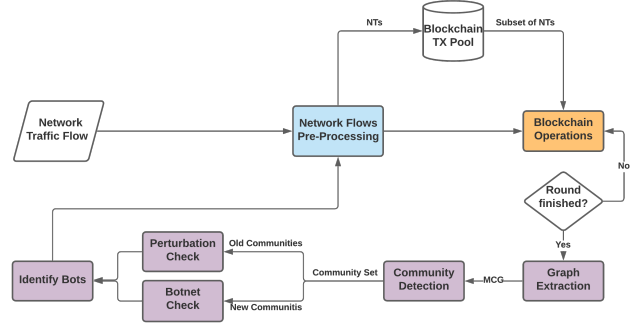 NTs
Blockchain
TX Pool
Subset of NTs
Network
Traffic Flow
Network Flows
Pre-Processing
Blockchain
Operations
No
Round
finished?
Yes
Old Communities
Perturbation
Check
Community Set
Community
Detection
MCG
Graph
Extraction
Identify Bots
Botnet
Check
New Communitis